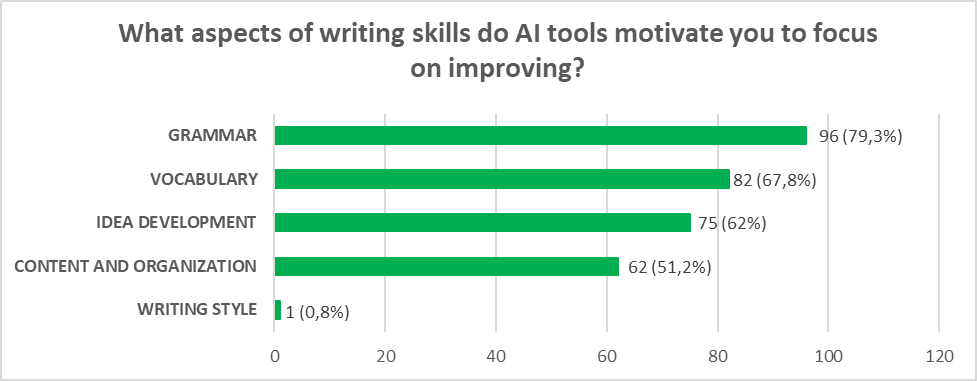 What aspects of writing skills do AI tools motivate you to focus
on improving?
GRAMMAR 96 (79,3%)
VOCABULARY 82 (67,8%)
IDEA DEVELOPMENT 75 (62%)
CONTENT AND ORGANIZATION 62 (51,2%)
WRITING STYLE 1 (0,8%)
0 20 40 60 80 100 120